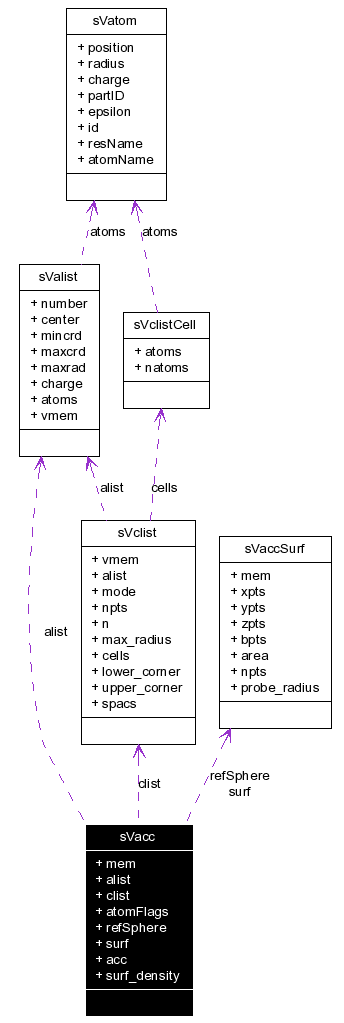 sVatom
+ position
+ radius
+ charge
+ partID
+ epsilon
+ id
+ resName
+ atomName
atoms
atoms
sValist
+ number
+ center
+ mincrd
+ maxcrd
+ maxrad
+ charge
+ atoms
+ vmem
sVclistCell
+ atoms
+ natoms
alist
cells
sVclist
+ vmem
+ alist
+ mode
+ npts
+ n
+ max_radius
+ cells
+ lower_corner
+ upper_corner
+ spacs
sVaccSurf
+ mem
+ xpts
+ ypts
+ zpts
+ bpts
+ area
+ npts
+ probe_radius
alist
clist
refSphere
surf
sVacc
+ mem
+ alist
+ clist
+ atomFlags
+ refSphere
+ surf
+ acc
+ surf_density